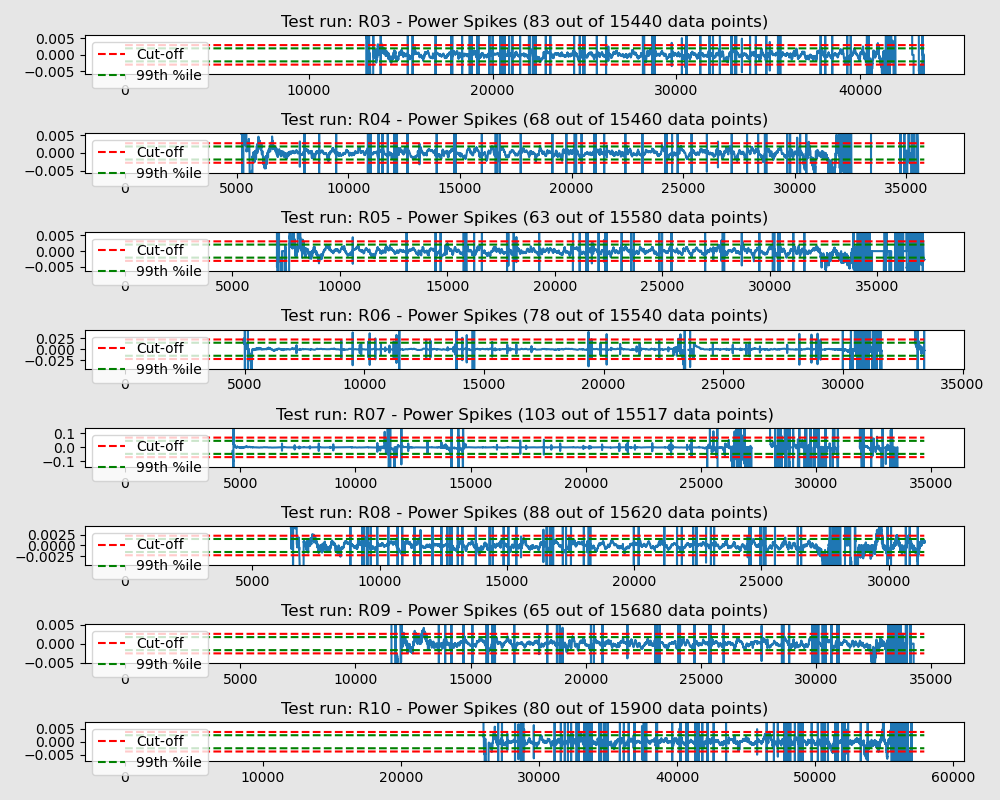 Test run: R03 - Power Spikes (83 out of 15440 data points)
0.005
0.000
−0.005
Cut-off
99th %ile
0 10000 20000 30000 40000
Test run: R04 - Power Spikes (68 out of 15460 data points)
0.005
0.000
−0.005
Cut-off
99th %ile
0 5000 10000 15000 20000 25000 30000 35000
Test run: R05 - Power Spikes (63 out of 15580 data points)
0.005
0.000
−0.005
Cut-off
99th %ile
0 5000 10000 15000 20000 25000 30000 35000
Test run: R06 - Power Spikes (78 out of 15540 data points)
0.025
0.000
−0.025
Cut-off
99th %ile
0 5000 10000 15000 20000 25000 30000 35000
Test run: R07 - Power Spikes (103 out of 15517 data points)
0.1
0.0
−0.1
Cut-off
99th %ile
0 5000 10000 15000 20000 25000 30000 35000
Test run: R08 - Power Spikes (88 out of 15620 data points)
0.0025
0.0000
−0.0025
Cut-off
99th %ile
0 5000 10000 15000 20000 25000 30000
Test run: R09 - Power Spikes (65 out of 15680 data points)
0.005
0.000
−0.005
Cut-off
99th %ile
0 5000 10000 15000 20000 25000 30000 35000
Test run: R10 - Power Spikes (80 out of 15900 data points)
0.005
0.000
−0.005
Cut-off
99th %ile
0 10000 20000 30000 40000 50000 60000